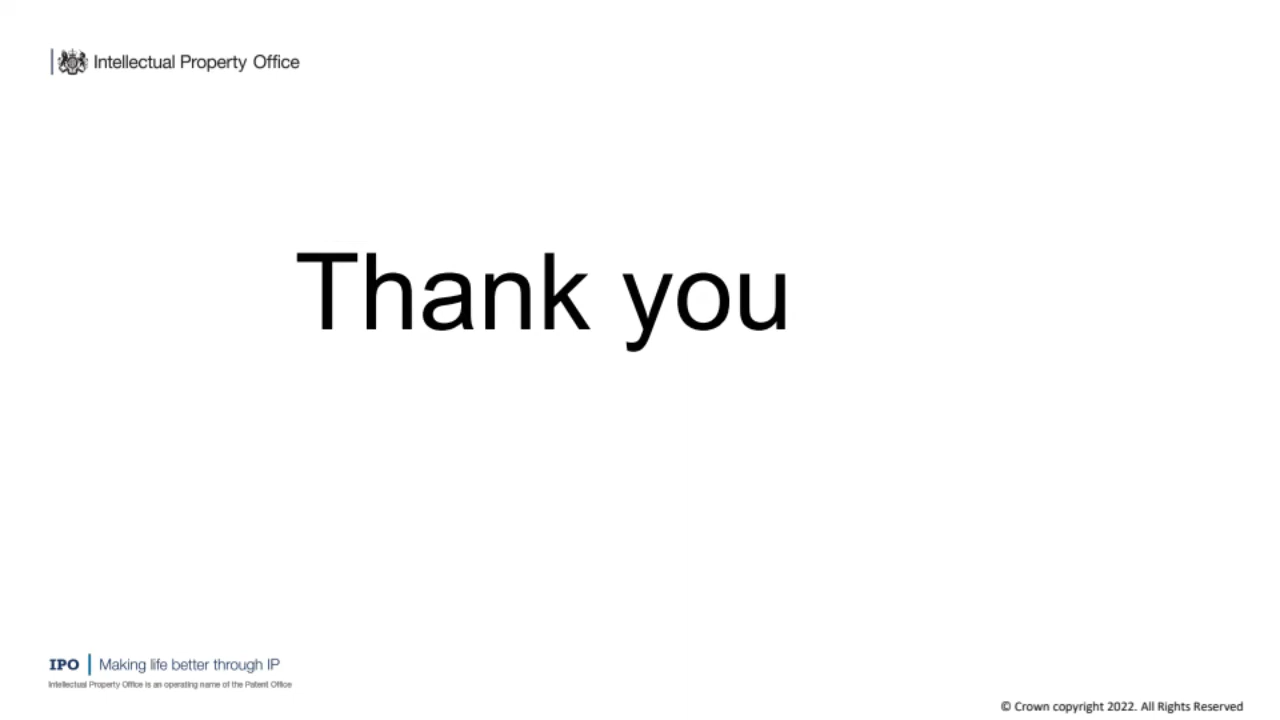 Intellectual Property Office
Thank you
IPO | Making life better through IP
Intellectual Property Office is an operating name of the Patent Office
© Crown copyright 2022. All Rights Reserved